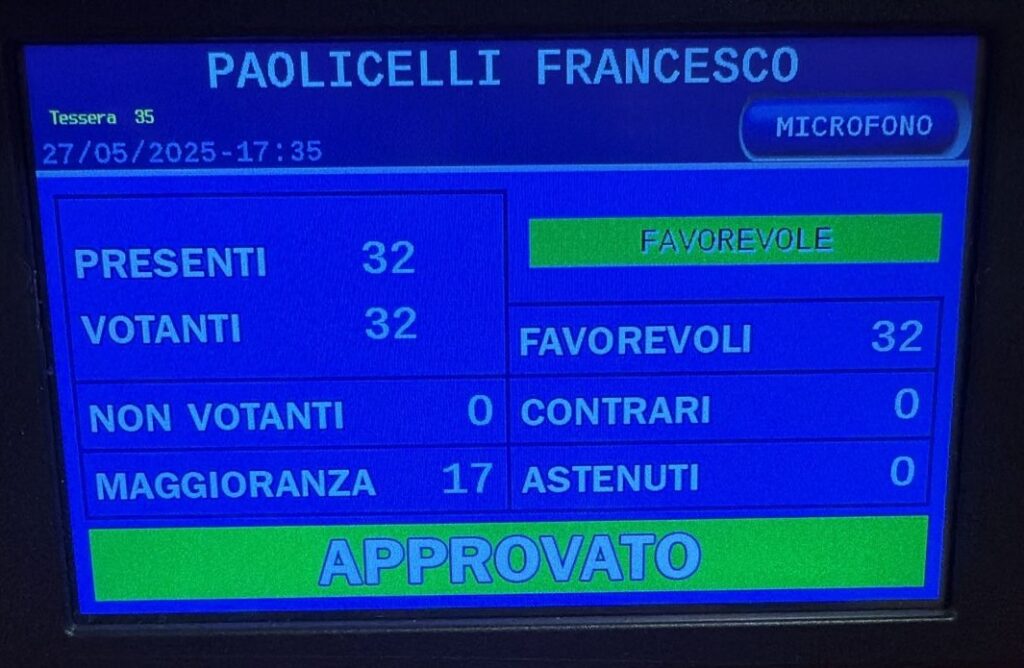 PAOLICELLI FRANCESCO
Tessera 35
27/05/2025-17:35
MICROFONO
PRESENTI 32
VOTANTI 32
NON VOTANTI 0
MAGGIORANZA 17
FAVOREVOLE
FAVOREVOLI 32
CONTRARI 0
ASTENUTI 0
APPROVATO